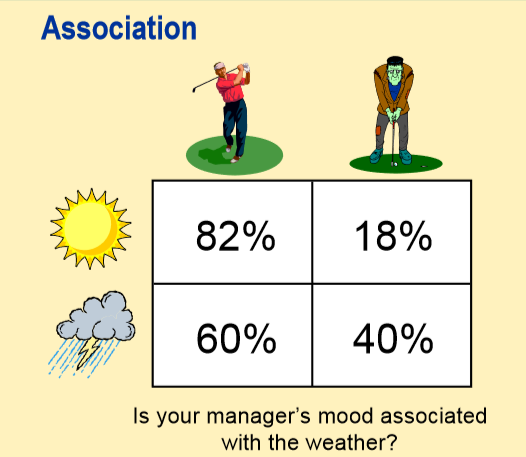 Association
82% 18%
60% 40%
Is your manager's mood associated
with the weather?